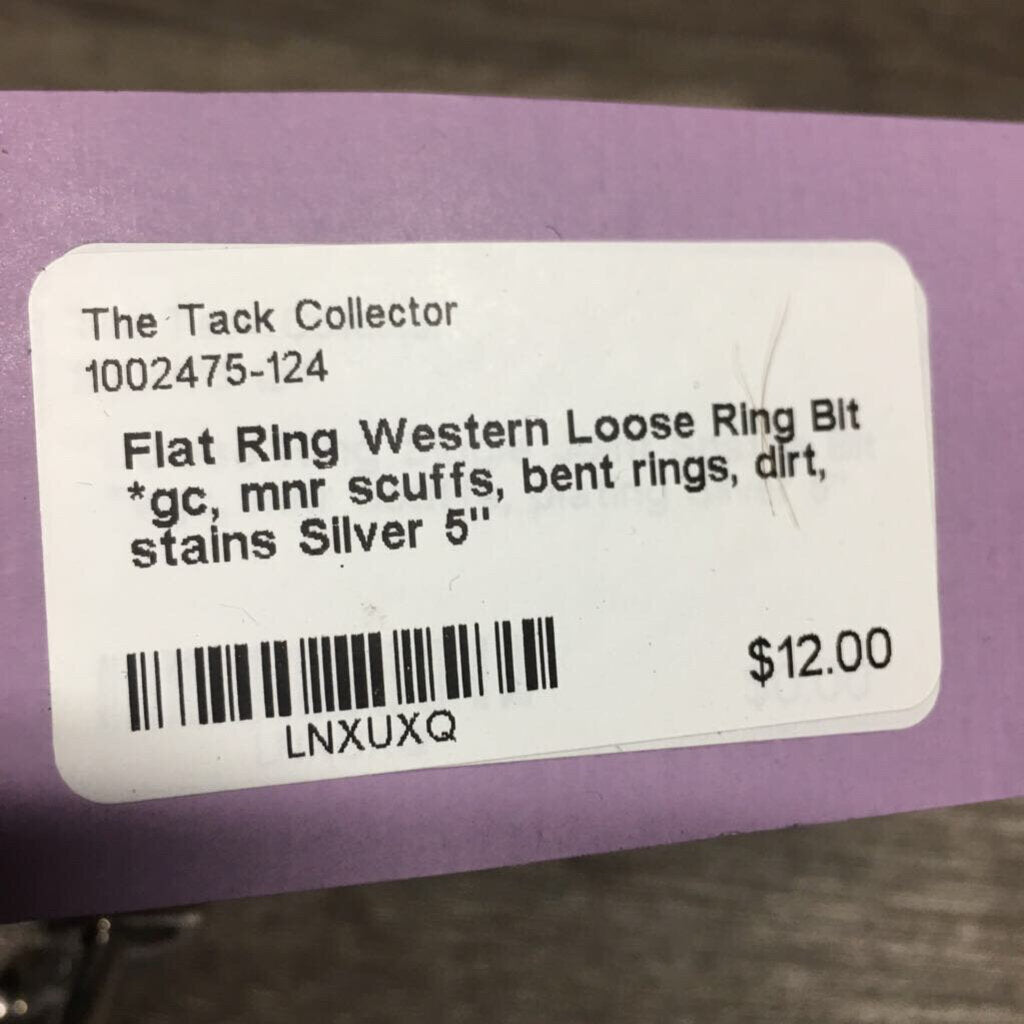 The Tack Collector
1002475-124
Flat Ring Western Loose Ring Bit
*gc, mnr scuffs, bent rings, dirt,
stains Silver 5"
$12.00
LNXUXQ